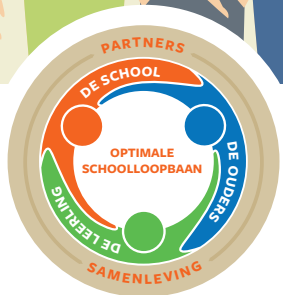 PARTNERS
DE SCHOOL
DE OUDERS
OPTIMALE
SCHOOLLOOPBAAN
DE LEERLING
SAMENLEVING